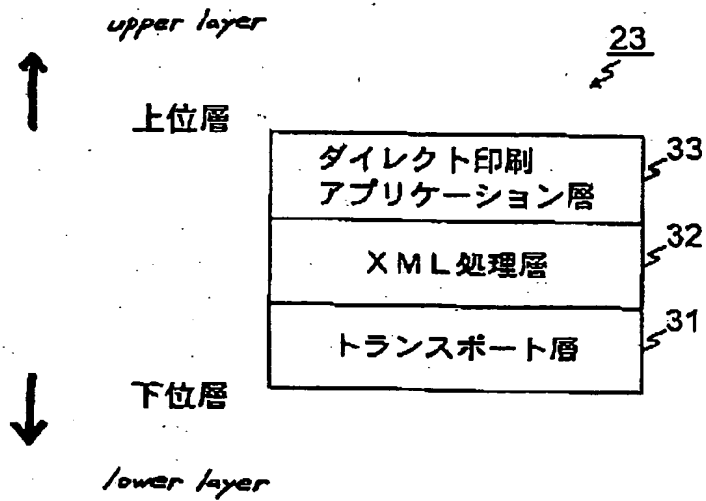 upper layer
23
上位層
ダイレクト印刷
アプリケーション層
33
XML処理層
32
トランスポート層
31
下位層
lower layer